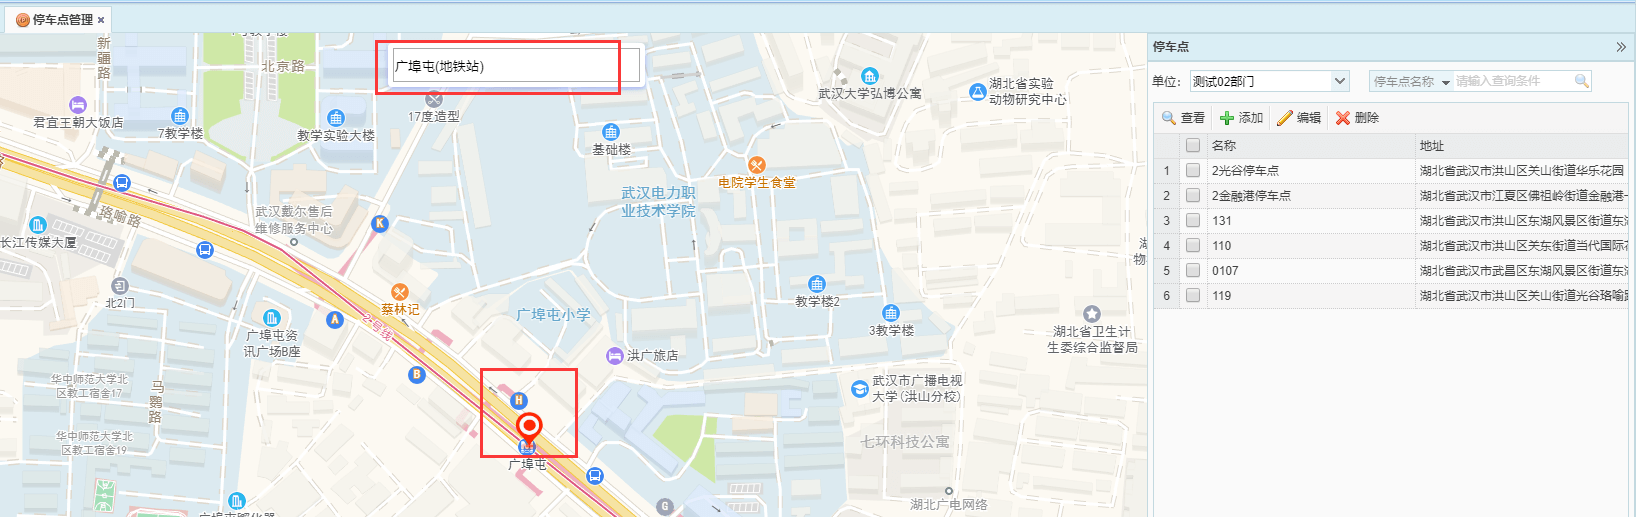 停车点管理
新疆路
北京路
广埠屯(地铁站)
17度造型
君宜王朝大饭店
7教学楼
教学实验大楼
基础楼
武汉大学弘博公寓
湖北省实验
动物研究中心
电院学生食堂
武汉电力职
业技术学院
珞喻路
长江传媒大厦
武汉戴尔售后
维修服务中心
K
北2门
蔡林记
A
2号线
广埠屯资
讯广场B座
广埠屯小学
教学楼2
3教学楼
湖北省卫生计
生委综合监督局
洪广旅店
B
华中师范大学北
区教工宿舍17
马鹦路
H
武汉市广播电视
大学(洪山分校)
华中师范大学北
区教工宿舍19
七环科技公寓
广埠屯
G
湖北广电网络
停车点
单位:
测试02部门
停车点名称
请输入查询条件
查看
添加
编辑
删除
名称
地址
1 2光谷停车点 湖北省武汉市洪山区关山街道华乐花园
2 2金融港停车点 湖北省武汉市江夏区佛祖岭街道金融港
3 131 湖北省武汉市洪山区东湖风景区街道东
4 110 湖北省武汉市洪山区关东街道当代国际
5 0107 湖北省武汉市武昌区东湖风景区街道东
6 119 湖北省武汉市洪山区关山街道光谷珞喻